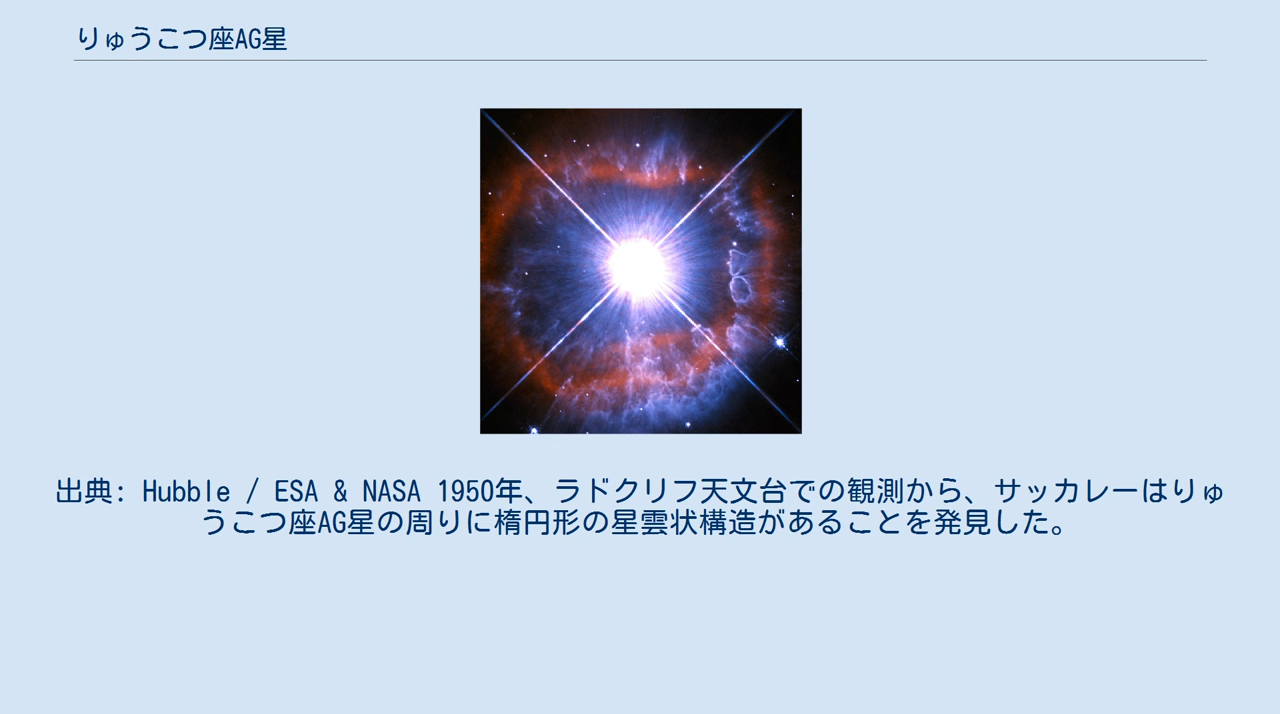 りゅうこつ座AG星
出典: Hubble / ESA & NASA 1950年、ラドクリフ天文台での観測から、サッカレーはりゅ
うこつ座AG星の周りに楕円形の星雲状構造があることを発見した。